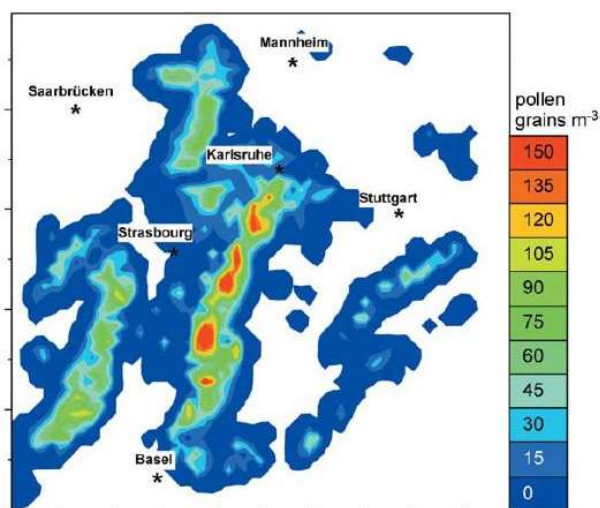 Mannheim
Saarbrücken
pollen
grains m-3
Karlsruhe
Stuttgart
Strasbourg
Basel
150
135
120
105
90
75
60
45
30
15
0